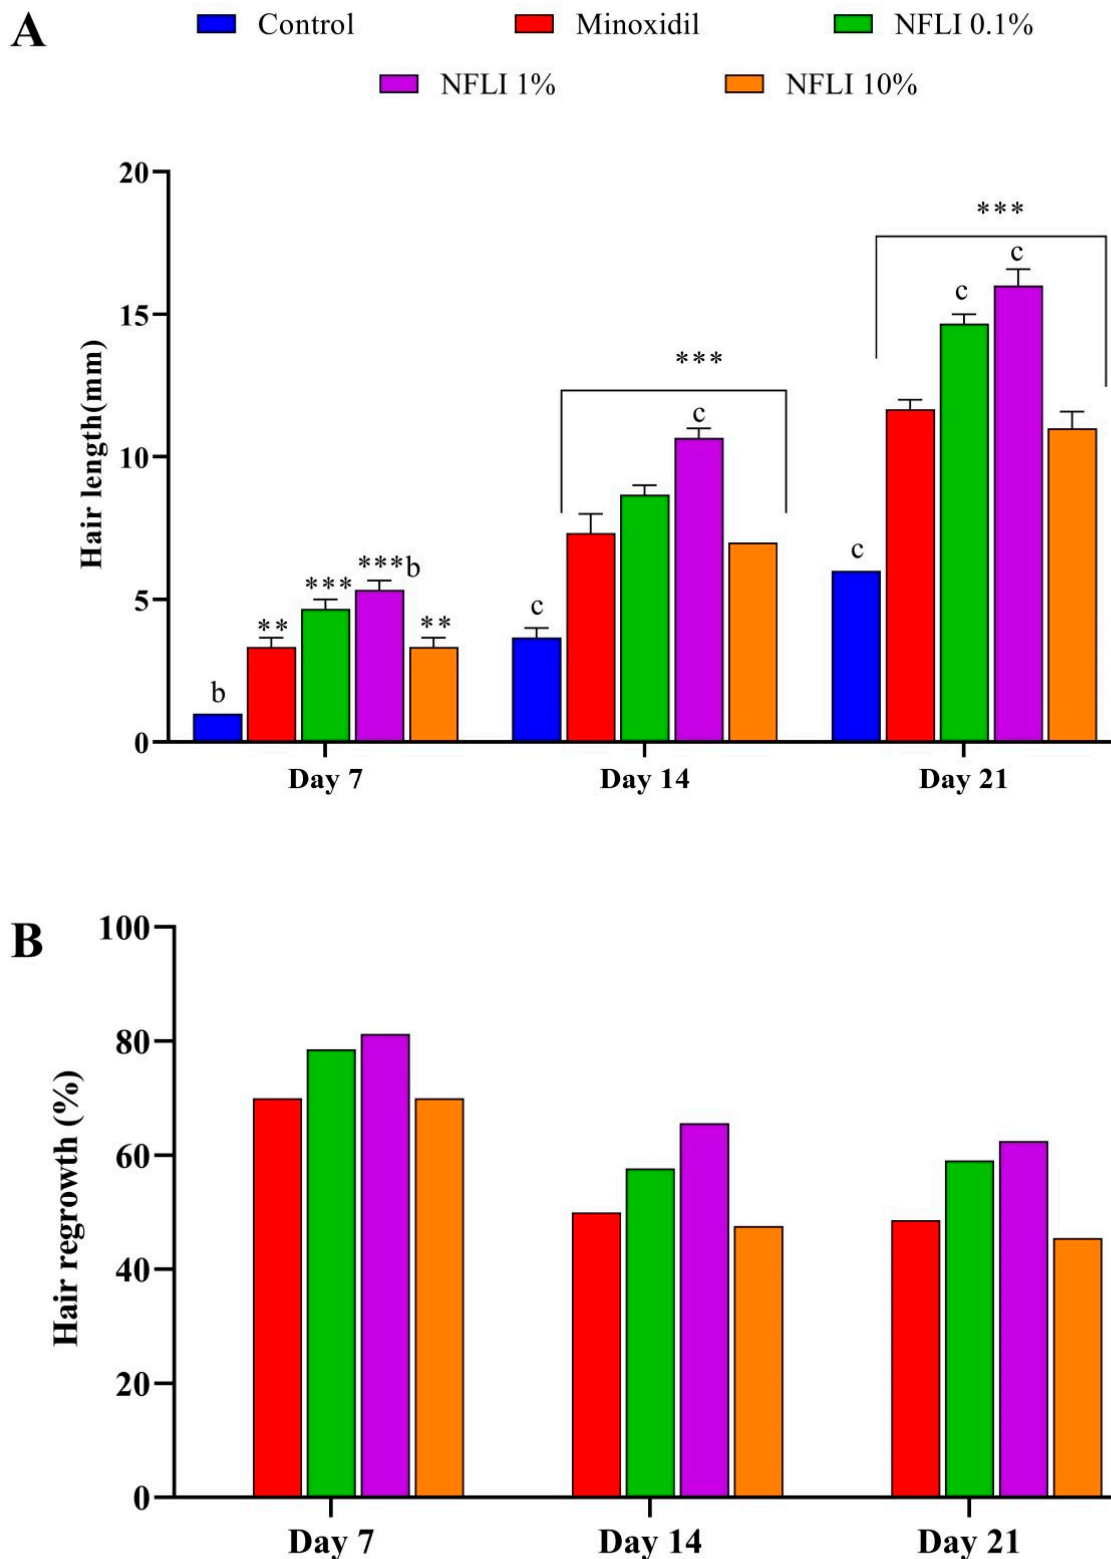 A
Control Minoxidil NFLI 0.1%
NFLI 1% NFLI 10%
20
15
10
5
0
Hair length(mm)
b ** *** ***b **
c *** c
c *** c c
Day 7 Day 14 Day 21
B
100
80
60
40
20
0
Hair regrowth (%)
Day 7 Day 14 Day 21